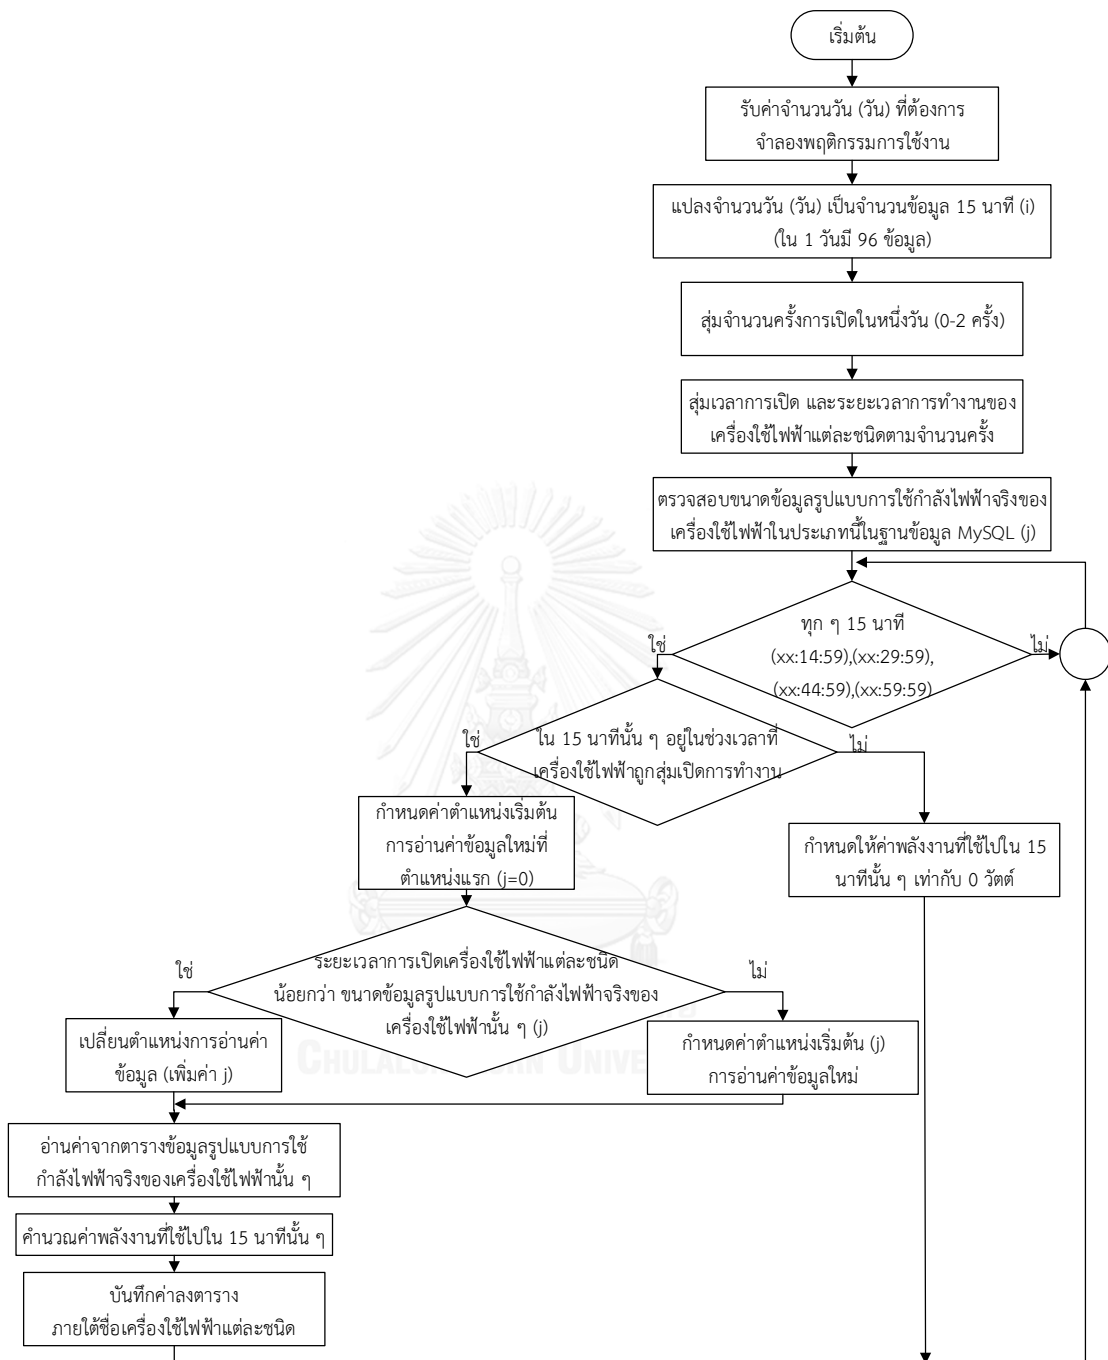 เริ่มต้น
รับค่าจำนวนวัน (วัน) ที่ต้องการ
จำลองพฤติกรรมการใช้งาน
แปลงจำนวนวัน (วัน) เป็นจำนวนข้อมูล 15 นาที (i)
(ใน 1 วันมี 96 ข้อมูล)
สุ่มจำนวนครั้งการเปิดในหนึ่งวัน (0-2 ครั้ง)
สุ่มเวลาการเปิด และระยะเวลาการทำงานของ
เครื่องใช้ไฟฟ้าแต่ละชนิดตามจำนวนครั้ง
ตรวจสอบขนาดข้อมูลรูปแบบการใช้กำลังไฟฟ้าจริงของ
เครื่องใช้ไฟฟ้าในประเภทนี้ในฐานข้อมูล MySQL (j)
ทุก ๆ 15 นาที
(xx:14:59),(xx:29:59),
(xx:44:59),(xx:59:59)
ใช่
ไม่
ใน 15 นาทีนั้น ๆ อยู่ในช่วงเวลาที่
เครื่องใช้ไฟฟ้าถูกสุ่มเปิดการทำงาน
ใช่
ไม่
กำหนดค่าตำแหน่งเริ่มต้น
การอ่านค่าข้อมูลใหม่ที่
ตำแหน่งแรก (j=0)
กำหนดให้ค่าพลังงานที่ใช้ไปใน 15
นาทีนั้น ๆ เท่ากับ 0 วัตต์
ระยะเวลาการเปิดเครื่องใช้ไฟฟ้าแต่ละชนิด
น้อยกว่า ขนาดข้อมูลรูปแบบการใช้กำลังไฟฟ้าจริงของ
เครื่องใช้ไฟฟ้านั้น ๆ (j)
ใช่
ไม่
เปลี่ยนตำแหน่งการอ่านค่า
ข้อมูล (เพิ่มค่า j)
กำหนดค่าตำแหน่งเริ่มต้น (j)
การอ่านค่าข้อมูลใหม่
อ่านค่าจากตารางข้อมูลรูปแบบการใช้
กำลังไฟฟ้าจริงของเครื่องใช้ไฟฟ้านั้น ๆ
คำนวณค่าพลังงานที่ใช้ไปใน 15 นาทีนั้น ๆ
บันทึกค่าลงตาราง
ภายใต้ชื่อเครื่องใช้ไฟฟ้าแต่ละชนิด